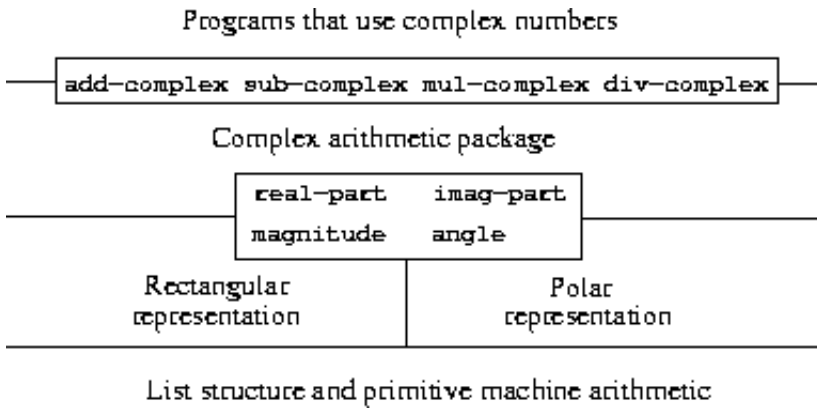 Programs that use complex numbers
add-complex sub-complex mul-complex div-complex
Complex arithmetic package
real-part imag-part
magnitude angle
Rectangular
representation
Polar
representation
List structure and primitive machine arithmetic